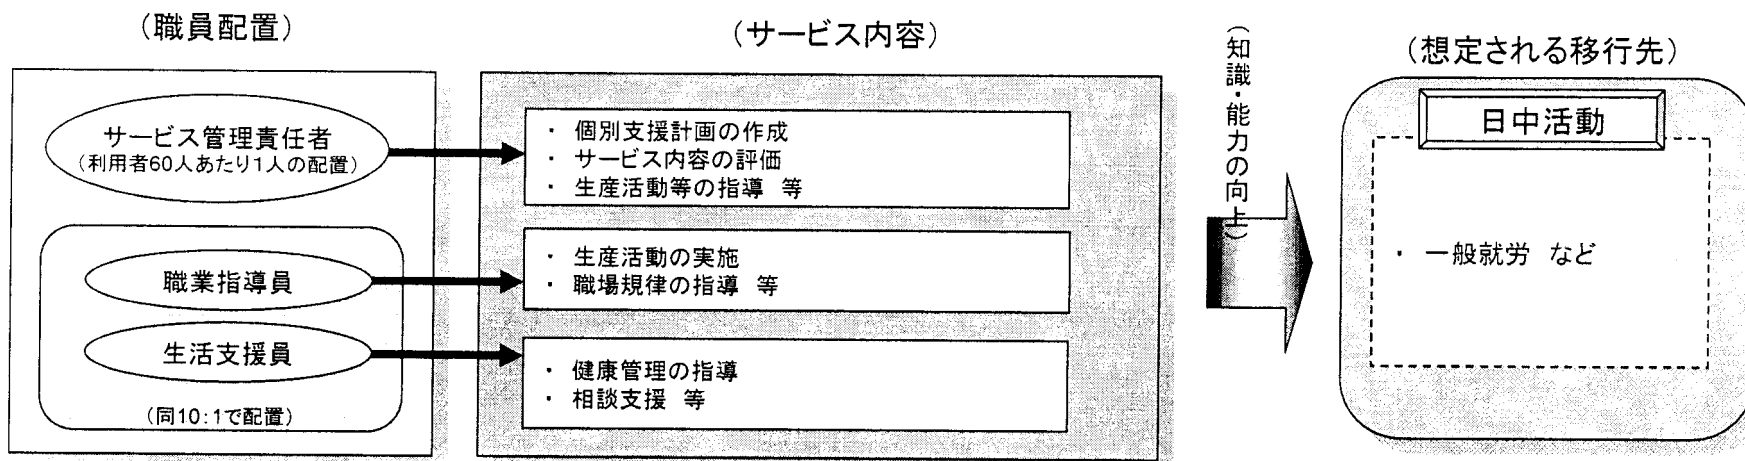 （職員配置）
サービス管理責任者
（利用者60人あたり1人の配置）
職業指導員
生活支援員
（同10：1で配置）
（サービス内容）
・ 個別支援計画の作成
・ サービス内容の評価
・ 生産活動等の指導 等
・ 生産活動の実施
・ 職場規律の指導 等
・ 健康管理の指導
・ 相談支援 等
（知識・能力の向上）
（想定される移行先）
日中活動
・ 一般就労 など